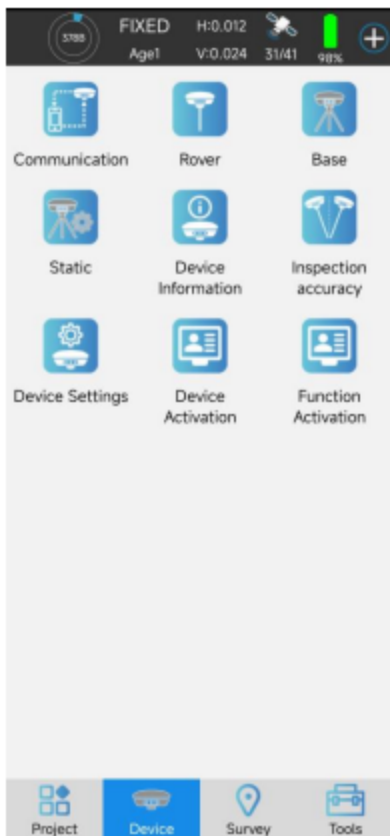 3788 FIXED H:0.012
Age1 V:0.024 31/41 98%
Communication Rover Base
Static Device Information Inspection accuracy
Device Settings Device Activation Function Activation
Project Device Survey Tools